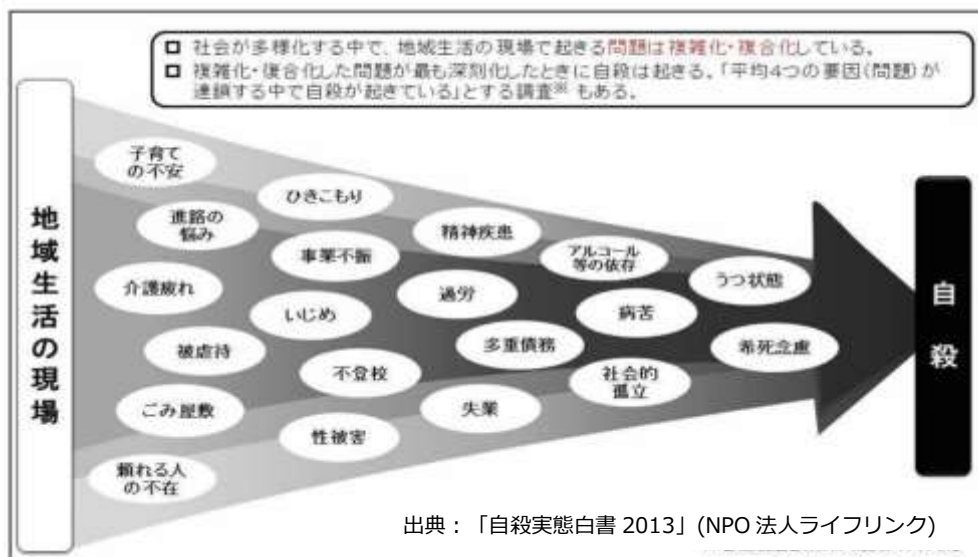 □ 社会が多様化する中で、地域生活の現場で起きる問題は複雑化・複合化している。
□ 複雑化・複合化した問題が最も深刻化したときに自殺は起きる。「平均4つの要因(問題)が
連鎖する中で自殺が起きている」とする調査※もある。
地域生活の現場
子育て
の不安
進路の
悩み
介護疲れ
被虐待
ごみ屋敷
頼れる人
の不在
ひきこもり
事業不振
いじめ
不登校
性被害
精神疾患
過労
多重債務
失業
アルコール
等の依存
病苦
社会的
孤立
うつ状態
希死念慮
自殺
出典：「自殺実態白書 2013」(NPO 法人ライフリンク)